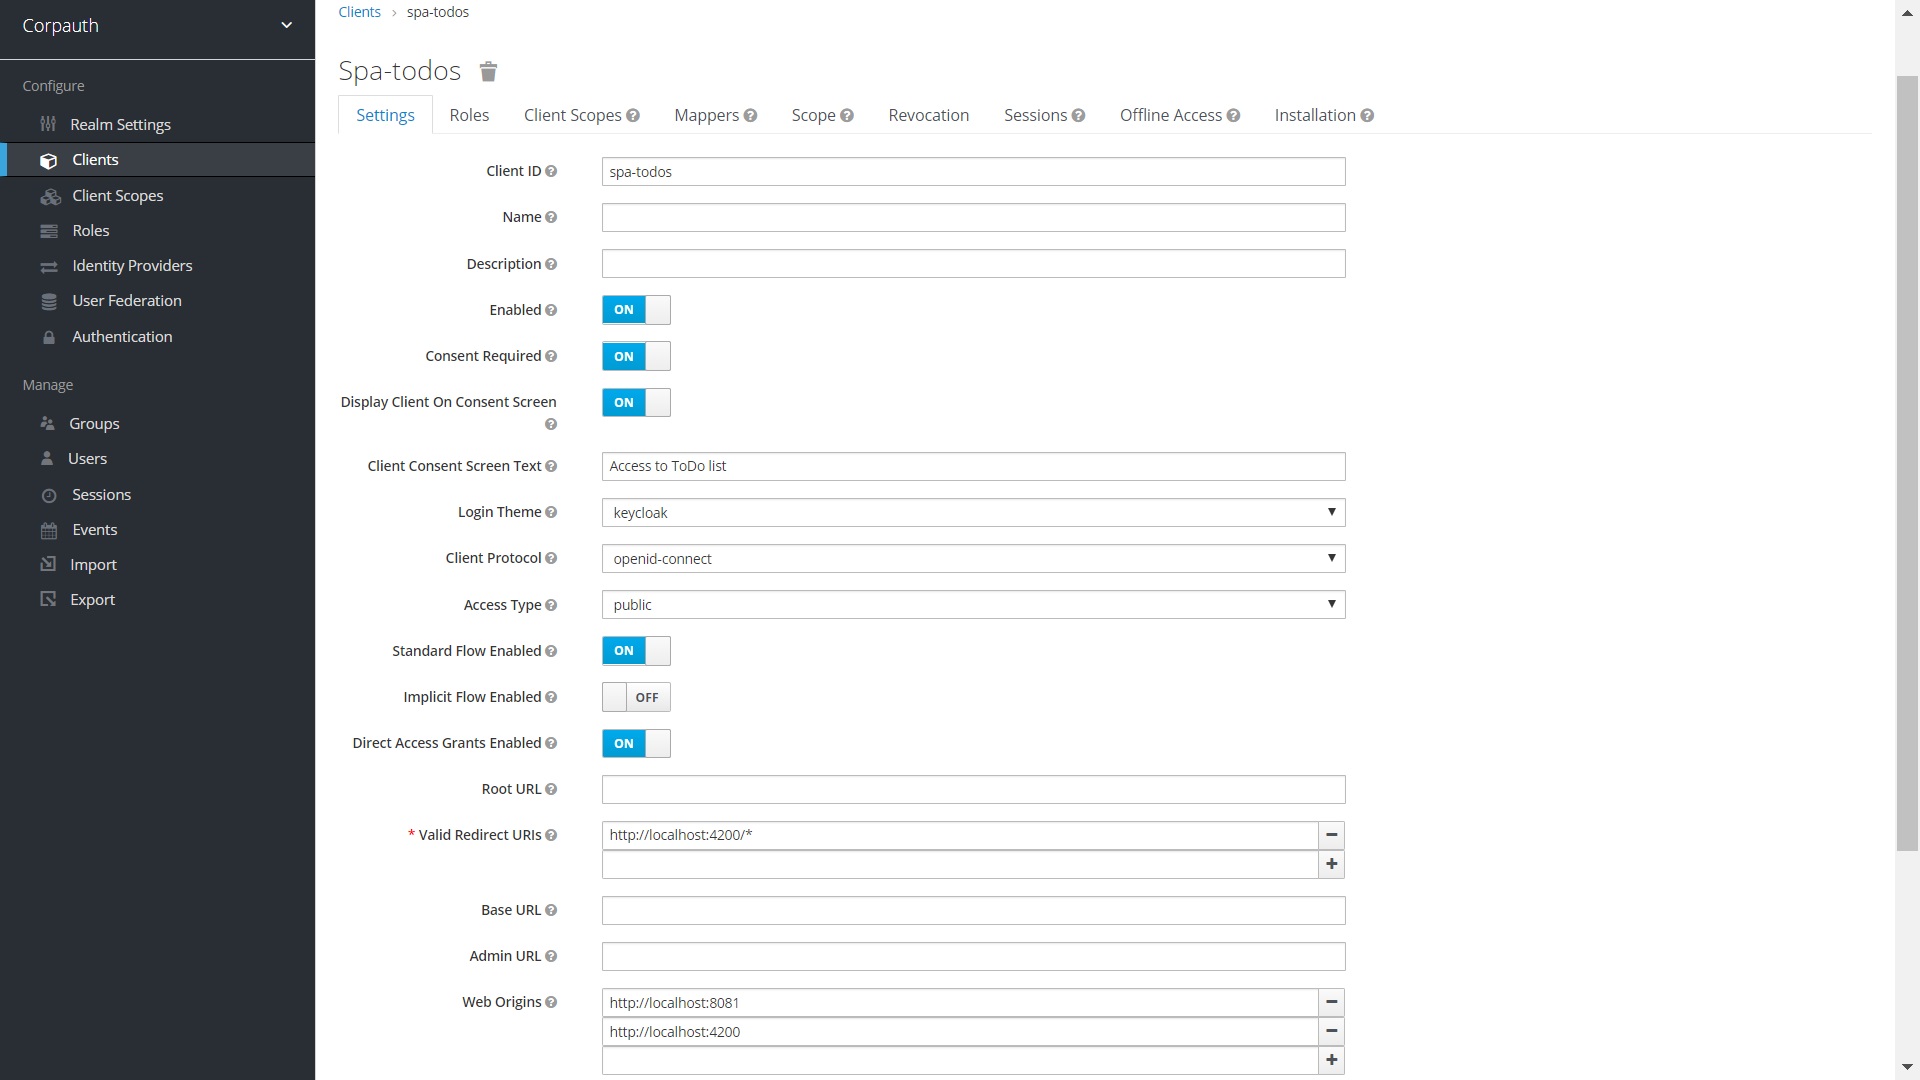 Corpauth
Configure
Realm Settings
Clients
Client Scopes
Roles
Identity Providers
User Federation
Authentication
Manage
Groups
Users
Sessions
Events
Import
Export
Clients › spa-todos
Spa-todos
Settings Roles Client Scopes Mappers Scope Revocation Sessions Offline Access Installation
Client ID spa-todos
Name
Description
Enabled ON
Consent Required ON
Display Client On Consent Screen ON
Client Consent Screen Text Access to ToDo list
Login Theme keycloak
Client Protocol openid-connect
Access Type public
Standard Flow Enabled ON
Implicit Flow Enabled OFF
Direct Access Grants Enabled ON
Root URL
* Valid Redirect URIs http://localhost:4200/*
Base URL
Admin URL
Web Origins http://localhost:8081
http://localhost:4200